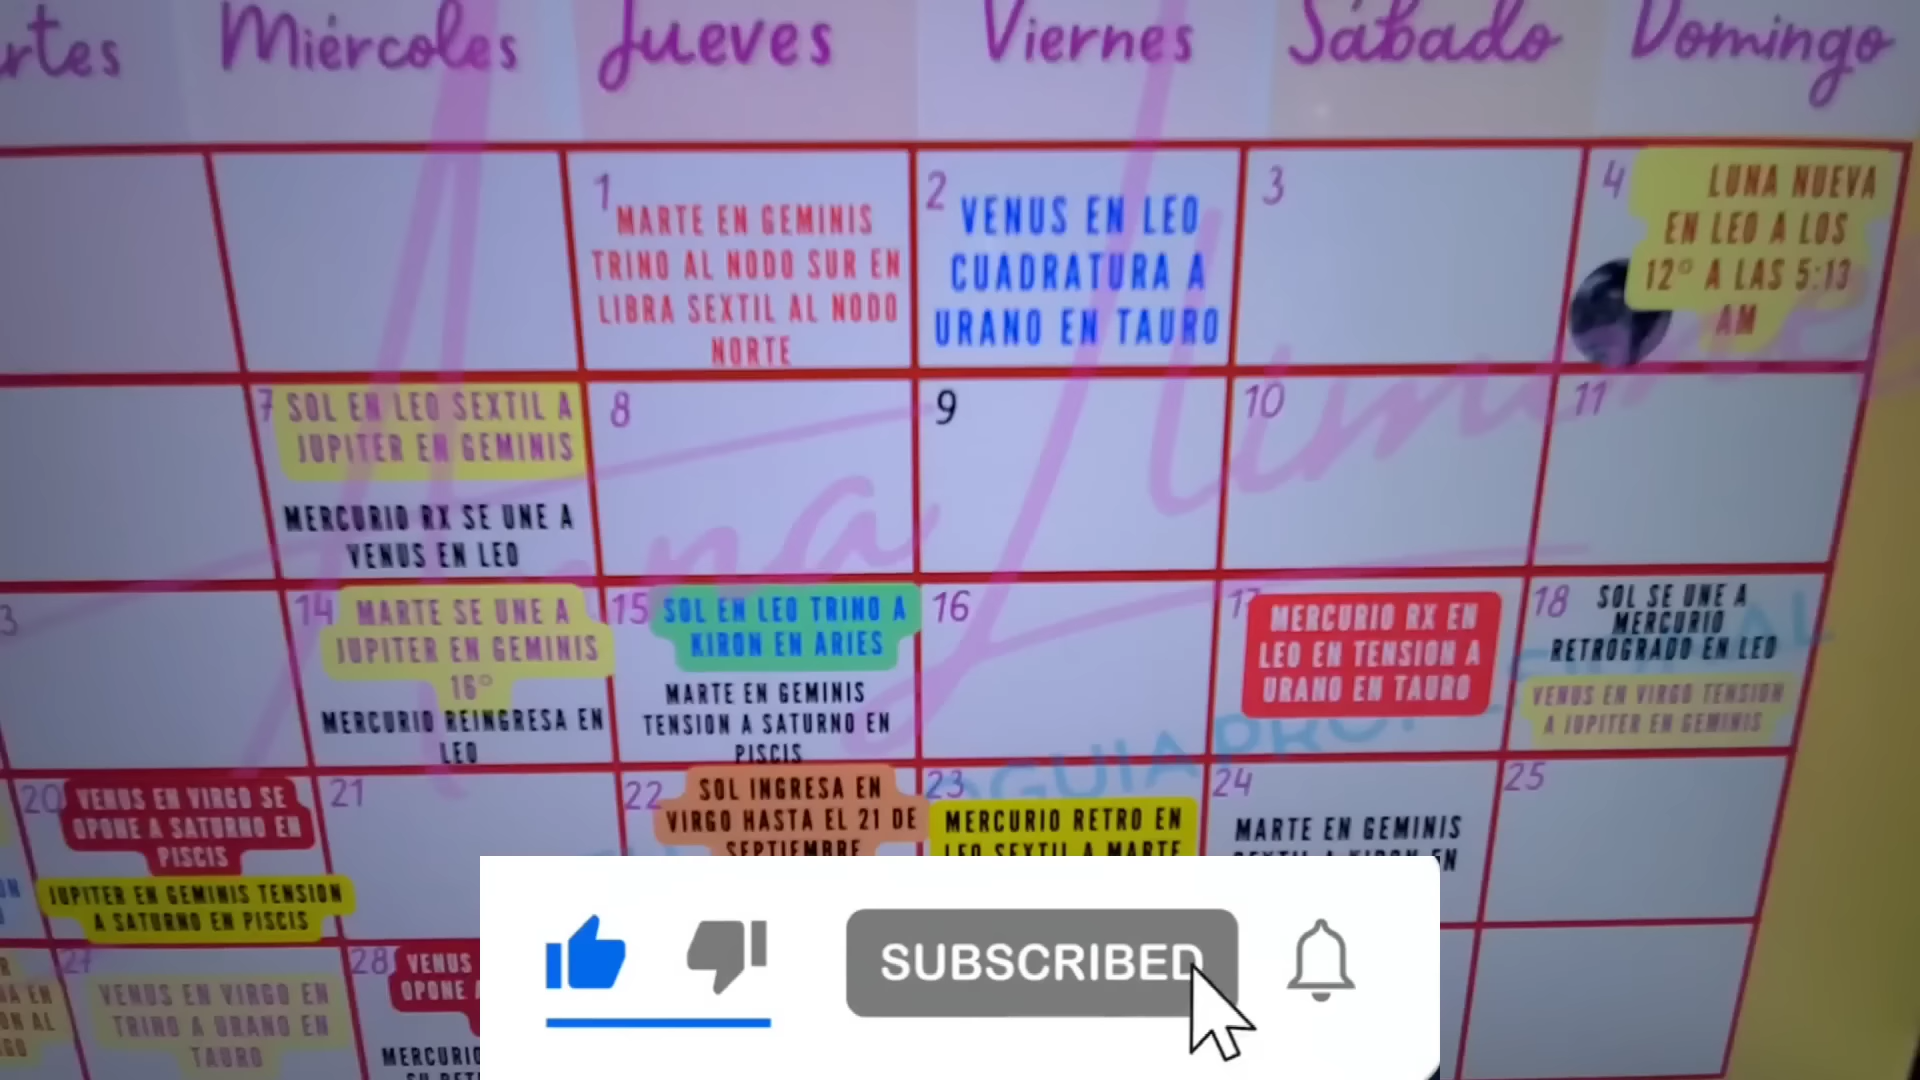 Miércoles
Jueves
Viernes
Sábado
Domingo
1
MARTE EN GEMINIS
TRINO AL NODO SUR EN
LIBRA SEXTIL AL NODO
NORTE
2
VENUS EN LEO
CUADRATURA A
URANO EN TAURO
3
4
LUNA NUEVA
EN LEO A LOS
12° A LAS 5:13
AM
7
SOL EN LEO SEXTIL A
JUPITER EN GEMINIS
MERCURIO RX SE UNE A
VENUS EN LEO
8
9
10
11
14
MARTE SE UNE A
JUPITER EN GEMINIS
16°
MERCURIO REINGRESA EN
LEO
15
SOL EN LEO TRINO A
KIRON EN ARIES
MARTE EN GEMINIS
TENSION A SATURNO EN
PISCIS
16
17
MERCURIO RX EN
LEO EN TENSION A
URANO EN TAURO
18
SOL SE UNE A
MERCURIO
RETROGRADO EN LEO
VENUS EN VIRGO TENSION
A JUPITER EN GEMINIS
20
VENUS EN VIRGO SE
OPONE A SATURNO EN
PISCIS
JUPITER EN GEMINIS TENSION
A SATURNO EN PISCIS
21
22
SOL INGRESA EN
VIRGO HASTA EL 21 DE
SEPTIEMBRE
23
MERCURIO RETRO EN
LEO SEXTIL A MARTE
24
MARTE EN GEMINIS
SEXTIL A KIRON EN
25
27
VENUS EN VIRGO EN
TRINO A URANO EN
TAURO
28
VENUS
OPONE
MERCURIO
SUBSCRIBED